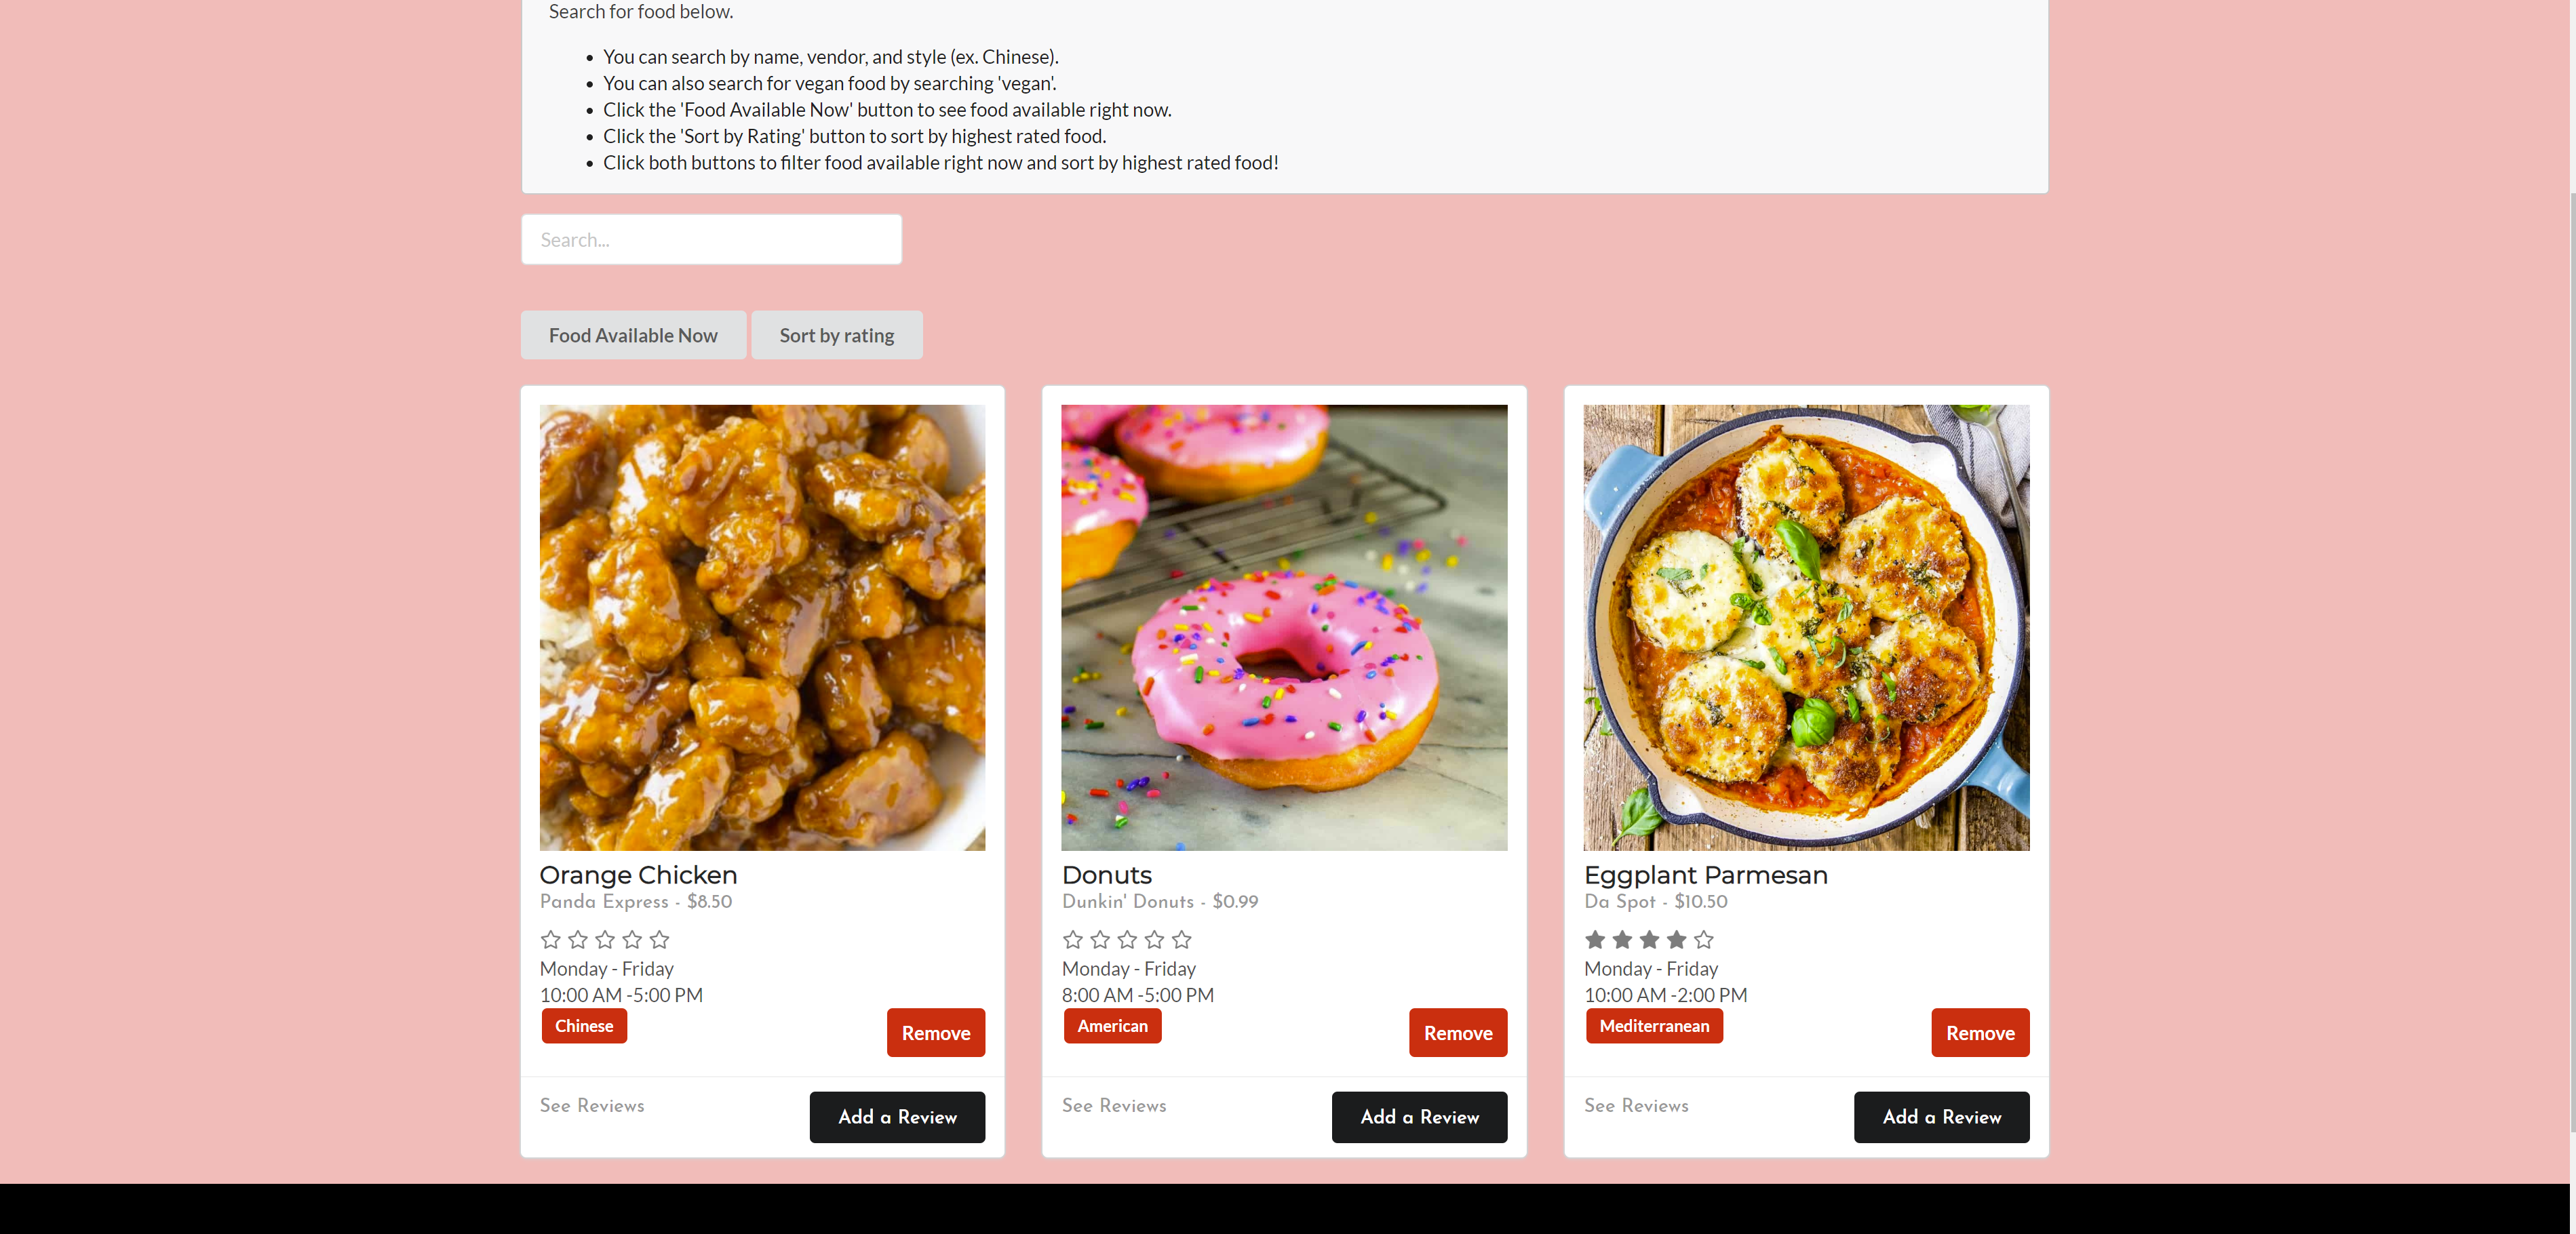 Search for food below.
You can search by name, vendor, and style (ex. Chinese).
You can also search for vegan food by searching 'vegan'.
Click the 'Food Available Now' button to see food available right now.
Click the 'Sort by Rating' button to sort by highest rated food.
Click both buttons to filter food available right now and sort by highest rated food!
Search...
Food Available Now
Sort by rating
Orange Chicken
Panda Express - $8.50
Monday - Friday
10:00 AM -5:00 PM
Chinese
Remove
See Reviews
Add a Review
Donuts
Dunkin' Donuts - $0.99
Monday - Friday
8:00 AM -5:00 PM
American
Remove
See Reviews
Add a Review
Eggplant Parmesan
Da Spot - $10.50
Monday - Friday
10:00 AM -2:00 PM
Mediterranean
Remove
See Reviews
Add a Review